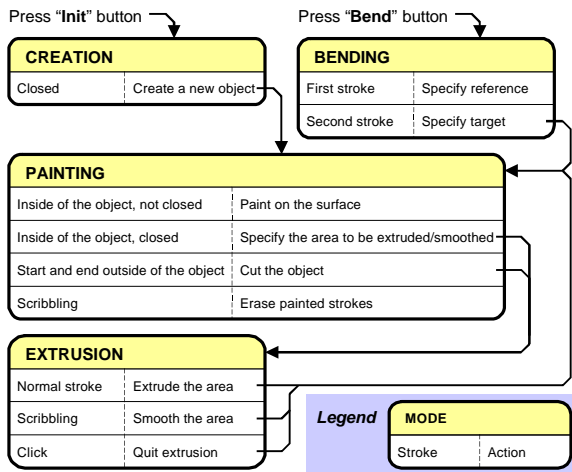 Press “Init” button
Press “Bend” button
CREATION
Closed Create a new object
BENDING
First stroke Specify reference
Second stroke Specify target
PAINTING
Inside of the object, not closed Paint on the surface
Inside of the object, closed Specify the area to be extruded/smoothed
Start and end outside of the object Cut the object
Scribbling Erase painted strokes
EXTRUSION
Normal stroke Extrude the area
Scribbling Smooth the area
Click Quit extrusion
Legend
MODE
Stroke Action